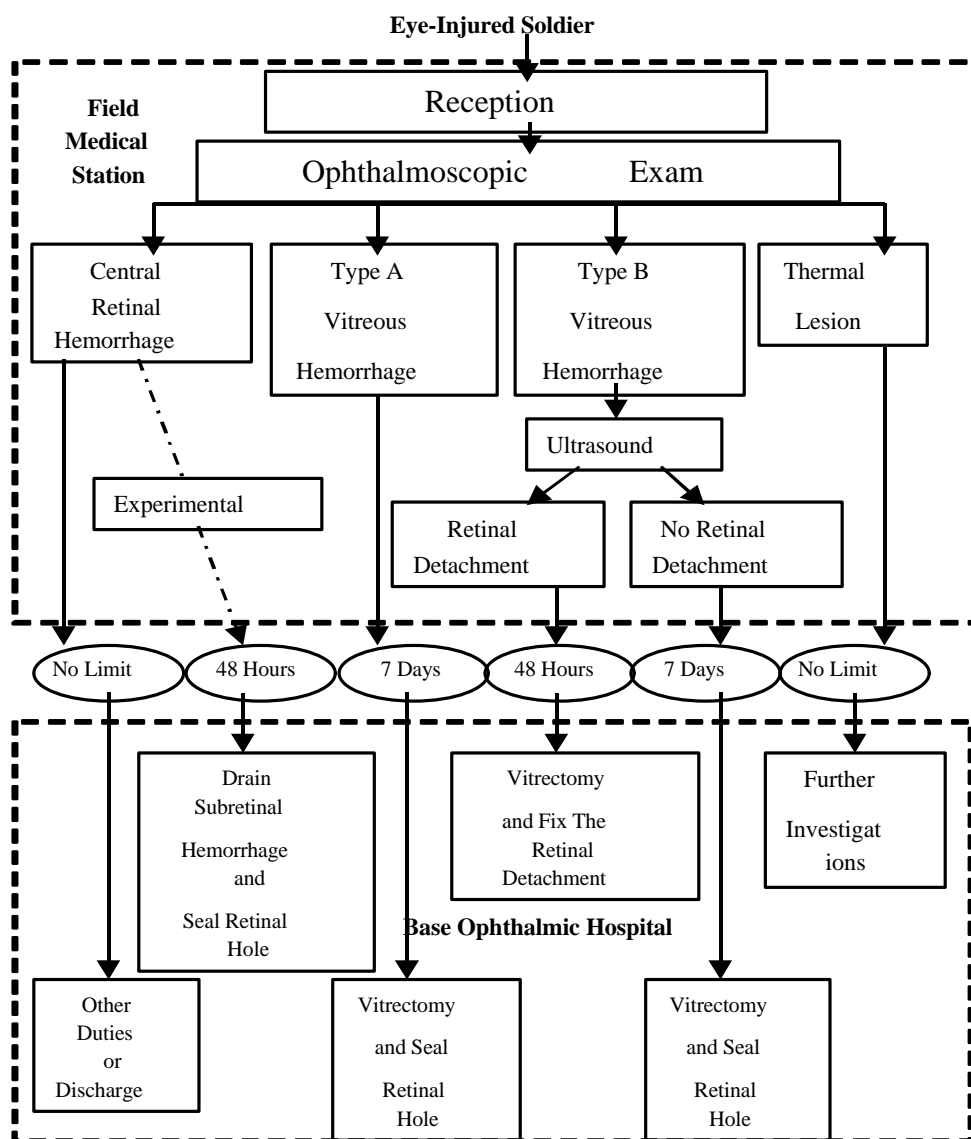 Eye-Injured Soldier
Field
Medical
Station
Reception
Ophthalmoscopic Exam
Central
Retinal
Hemorrhage
Type A
Vitreous
Hemorrhage
Type B
Vitreous
Hemorrhage
Thermal
Lesion
Ultrasound
Experimental
Retinal
Detachment
No Retinal
Detachment
No Limit
48 Hours
7 Days
48 Hours
7 Days
No Limit
Drain
Subretinal
Hemorrhage
and
Seal Retinal
Hole
Vitrectomy
and Fix The
Retinal
Detachment
Further
Investigat
ions
Base Ophthalmic Hospital
Other
Duties
or
Discharge
Vitrectomy
and Seal
Retinal
Hole
Vitrectomy
and Seal
Retinal
Hole